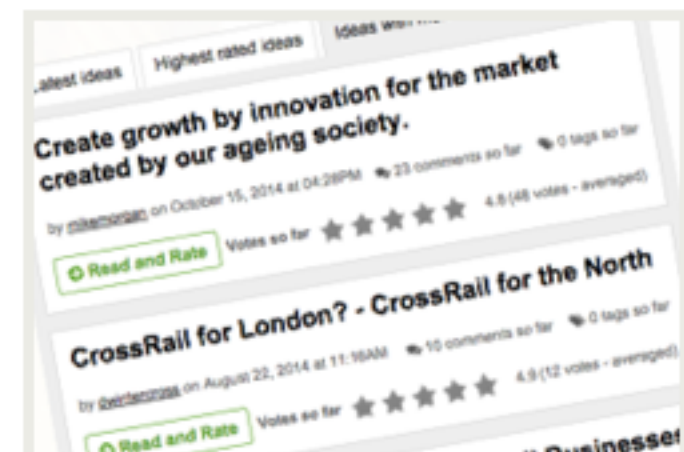 Latest ideas Highest rated ideas Ideas with
Create growth by innovation for the market
created by our ageing society.
by mikemorgan on October 15, 2014 at 04:28PM 23 comments so far 0 tags so far
Read and Rate Votes so far 4.8 (48 votes - averaged)
CrossRail for London? - CrossRail for the North
by on August 22, 2014 at 11:16AM 10 comments so far 0 tags so far
Read and Rate Votes so far 4.9 (12 votes - averaged)
Businesses